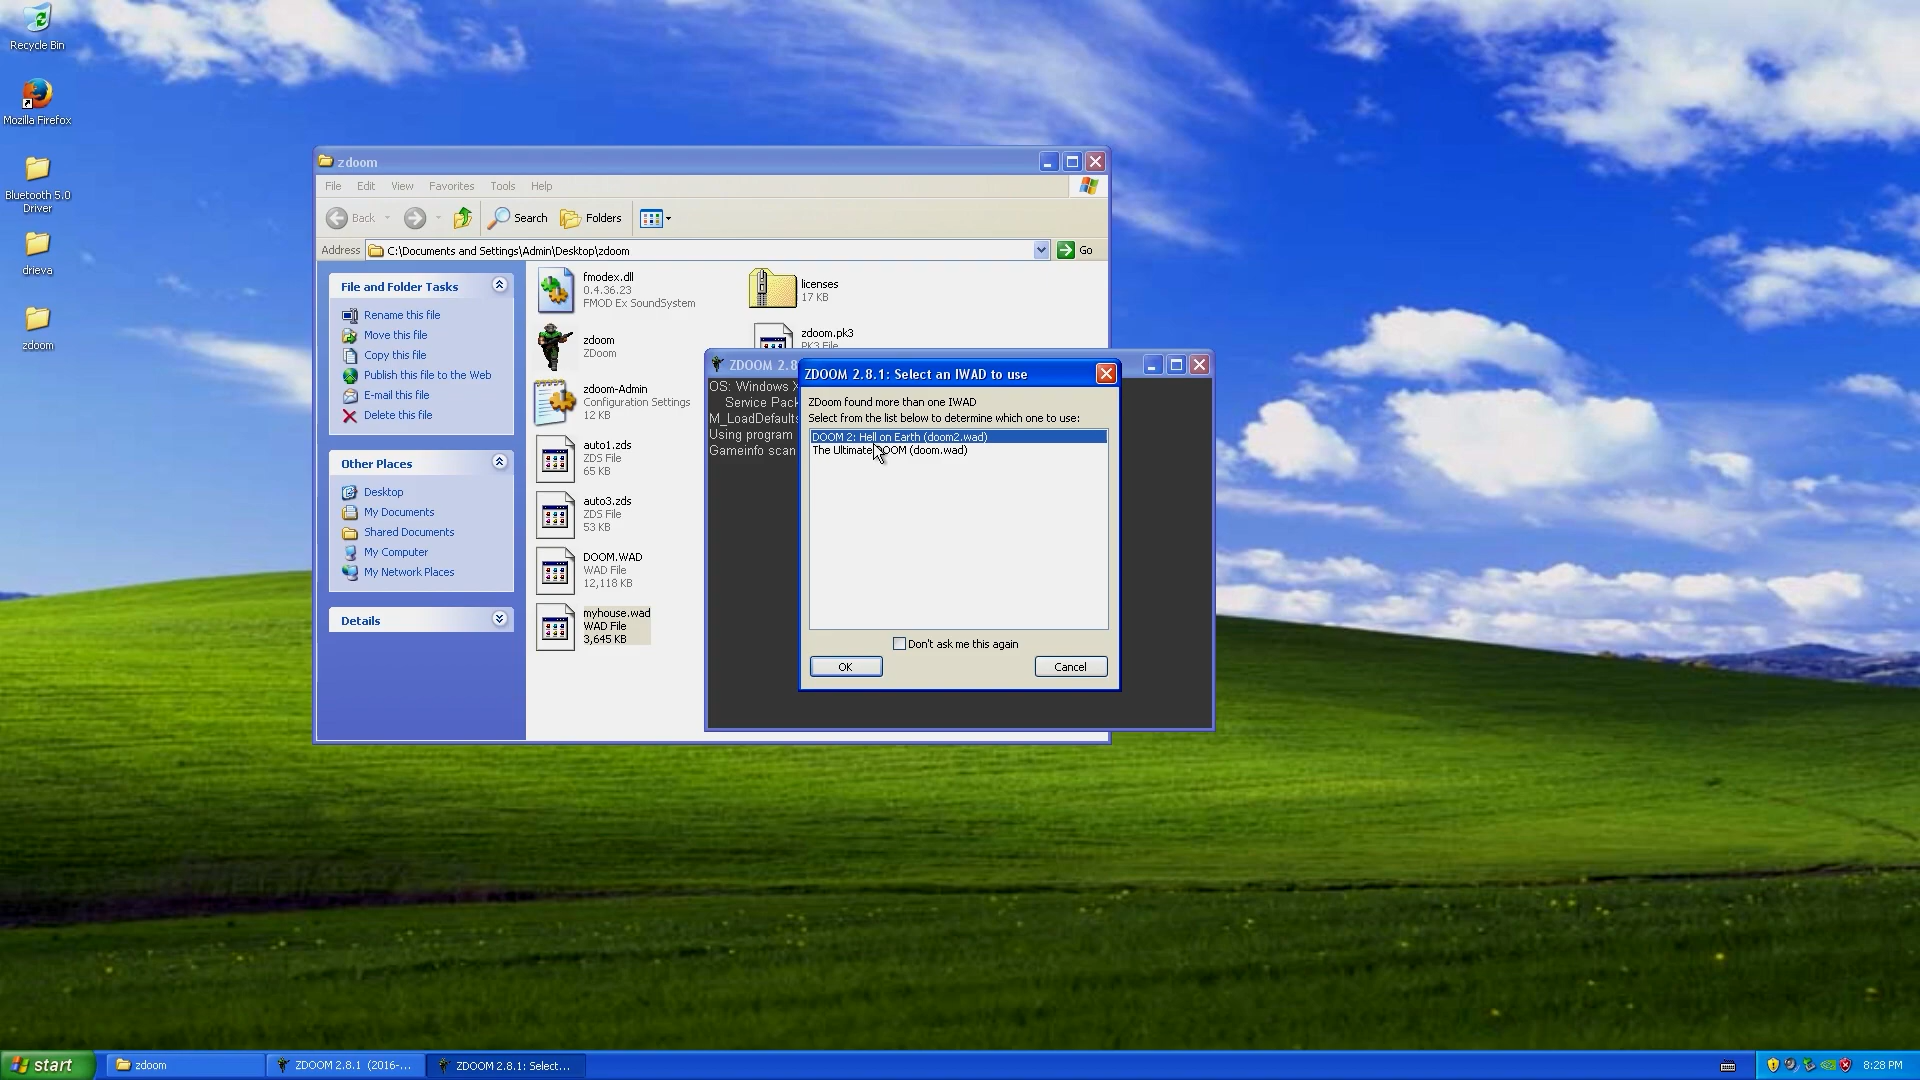 Recycle Bin
Mozilla Firefox
Bluetooth 5.0
Driver
drieva
zdoom
zdoom
File Edit View Favorites Tools Help
Back Search Folders
Address C:\Documents and Settings\Admin\Desktop\zdoom Go
File and Folder Tasks
Rename this file
Move this file
Copy this file
Publish this file to the Web
E-mail this file
Delete this file
Other Places
Desktop
My Documents
Shared Documents
My Computer
My Network Places
Details
fmodex.dll
0.4.36.23
FMOD Ex SoundSystem
licenses
17 KB
zdoom
ZDoom
zdoom.pk3
PK3 File
zdoom-Admin
Configuration Settings
12 KB
auto1.zds
ZDS File
65 KB
auto3.zds
ZDS File
53 KB
DOOM.WAD
WAD File
12,118 KB
myhouse.wad
WAD File
3,645 KB
ZDOOM 2.8
OS: Windows X
Service Pack
M_LoadDefaults
Using program
Gameinfo scan
ZDOOM 2.8.1: Select an IWAD to use
ZDoom found more than one IWAD
Select from the list below to determine which one to use:
DOOM 2: Hell on Earth (doom2.wad)
The Ultimate DOOM (doom.wad)
Don't ask me this again
OK Cancel
start zdoom ZDOOM 2.8.1 (2016-... ZDOOM 2.8.1: Select... 8:28 PM